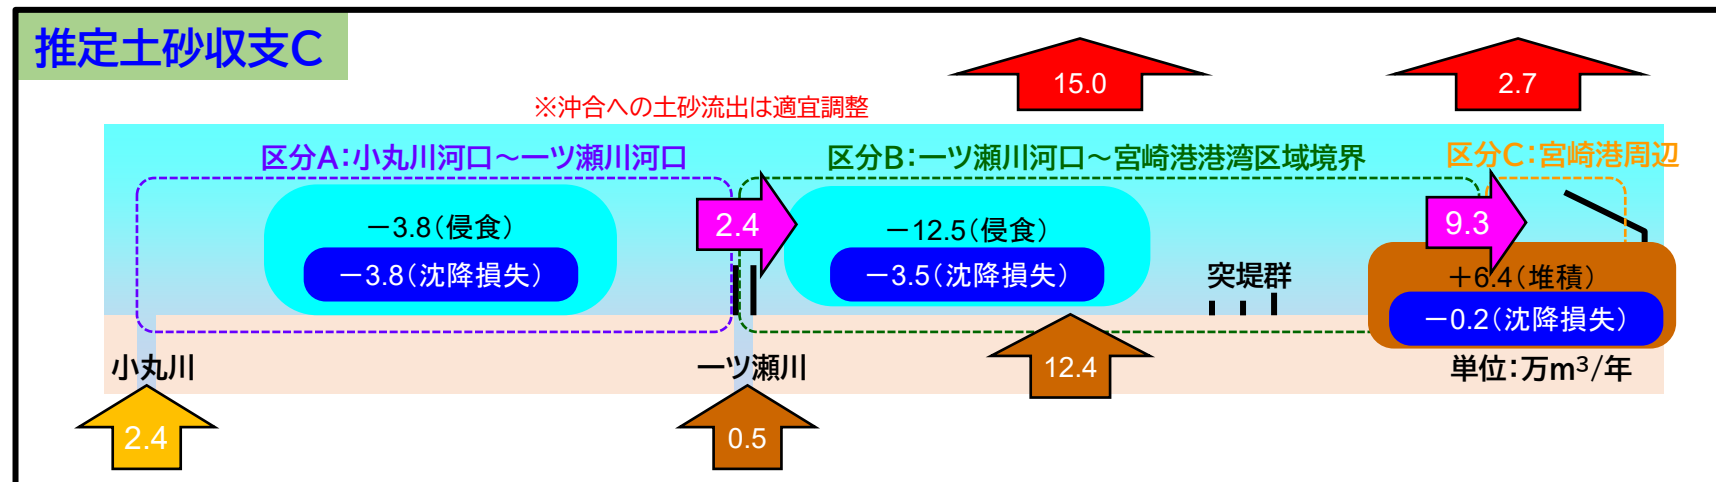 推定土砂収支C
15.0
2.7
※沖合への土砂流出は適宜調整
区分A:小丸川河口～一ツ瀬川河口
区分B:一ツ瀬川河口～宮崎港港湾区域境界
区分C:宮崎港周辺
－3.8(侵食)
－3.8(沈降損失)
2.4
－12.5(侵食)
－3.5(沈降損失)
突堤群
9.3
＋6.4(堆積)
－0.2(沈降損失)
小丸川
一ツ瀬川
12.4
単位:万m³/年
2.4
0.5